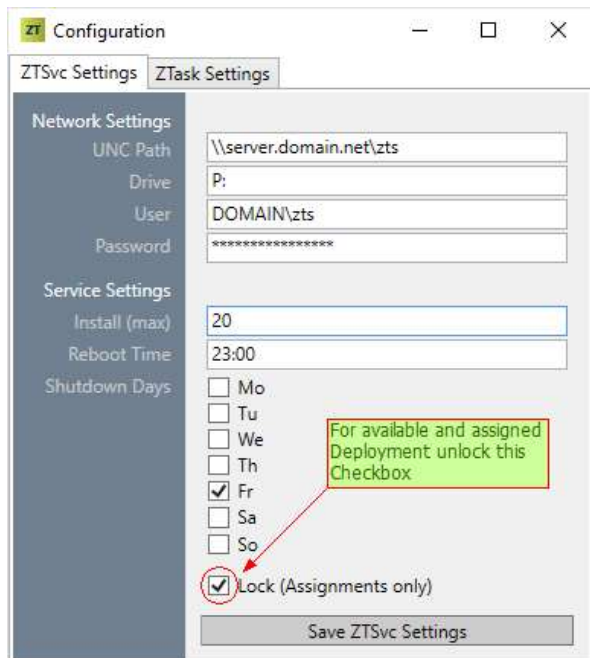 ZT Configuration
ZTSvc Settings ZTask Settings
Network Settings
UNC Path \\server.domain.net\zts
Drive P:
User DOMAIN\zts
Password ****************
Service Settings
Install (max) 20
Reboot Time 23:00
Shutdown Days Mo
Tu
We
Th
Fr
Sa
So
For available and assigned
Deployment unlock this
Checkbox
Lock (Assignments only)
Save ZTSvc Settings